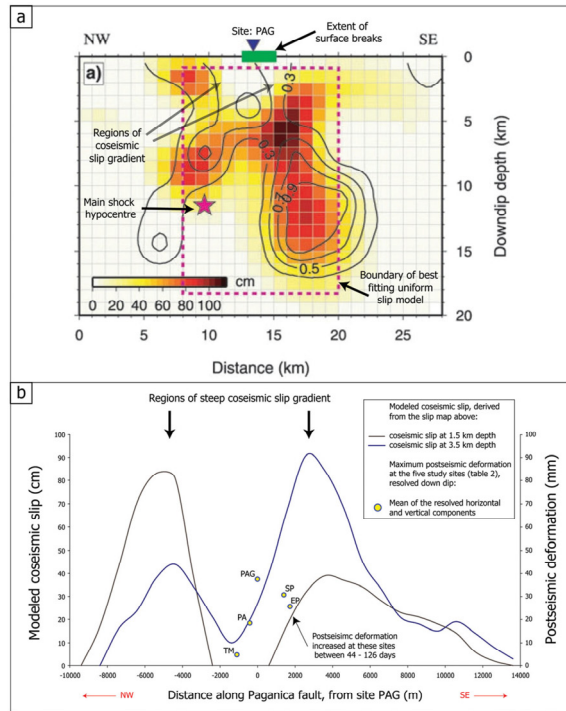 a
NW
Site: PAG
Extent of
surface breaks
SE
a)
Regions of
coseismic
slip gradient
Main shock
hypocentre
0.3
0.3
0.7
0.9
0.5
cm
0 20 40 60 80 100
Boundary of best
fitting uniform
slip model
0
5
10
15
20
Downdip depth (km)
0 5 10 15 20 25
Distance (km)
b
Regions of steep coseismic slip gradient
Modeled coseismic slip, derived
from the slip map above:
coseismic slip at 1.5 km depth
coseismic slip at 3.5 km depth
Maximum postseismic deformation
at the five study sites (table 2),
resolved down dip:
Mean of the resolved horizontal
and vertical components
Modeled coseismic slip (cm)
100
90
80
70
60
50
40
30
20
10
0
Postseismic deformation (mm)
100
90
80
70
60
50
40
30
20
10
0
PAG
SP
EP
PA
TM
Postseisimc deformation
increased at these sites
between 44 - 126 days
-10000 -8000 -6000 -4000 -2000 0 2000 4000 6000 8000 10000 12000 14000
NW
Distance along Paganica fault, from site PAG (m)
SE